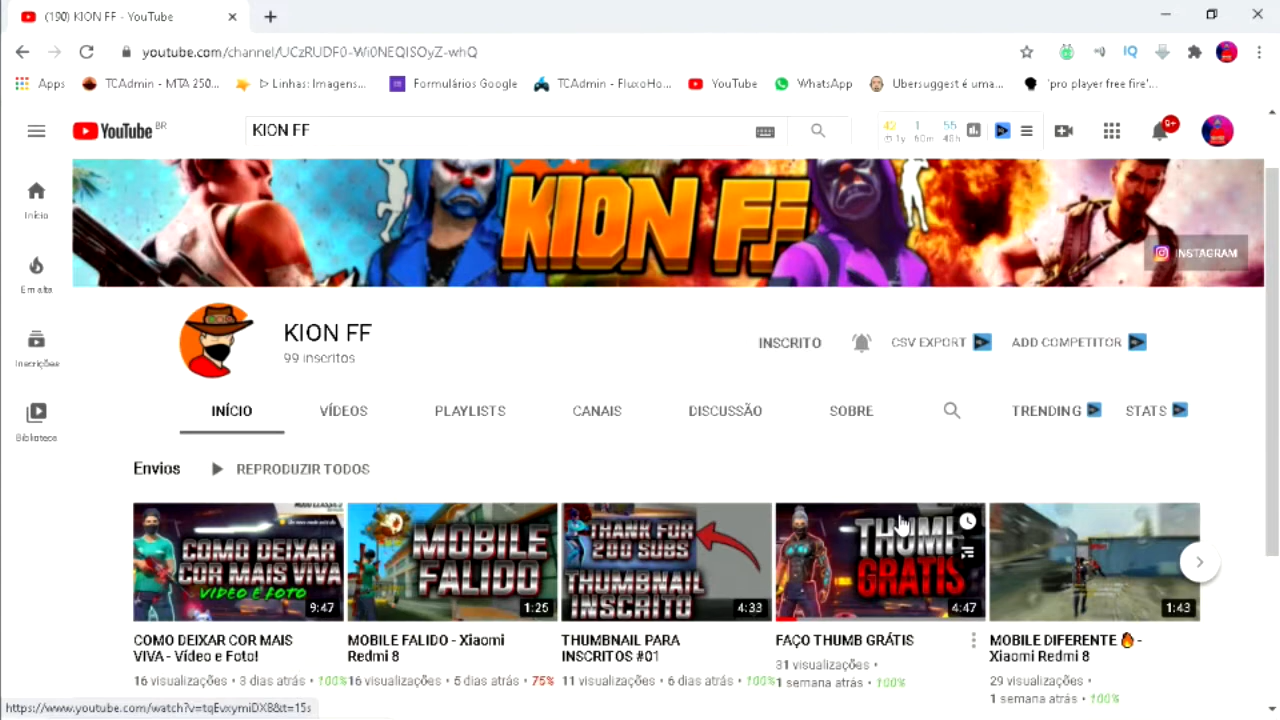 (190) KION FF - YouTube
youtube.com/channel/UCzRUDF0-Wi0NEQISOyZ-whQ
Apps TCAdmin - MTA 250... ▷ Linhas: Imagens... Formulários Google TCAdmin - FluxoHo... YouTube WhatsApp Ubersuggest é uma... 'pro player free fire'...
YouTube BR KION FF 42 1 55 9+
1y 60m 48h
KION FF
INSTAGRAM
KION FF
99 inscritos
INSCRITO CSV EXPORT ADD COMPETITOR
INÍCIO VÍDEOS PLAYLISTS CANAIS DISCUSSÃO SOBRE TRENDING STATS
Início
Em alta
Inscrições
Biblioteca
Envios REPRODUZIR TODOS
COMO DEIXAR
COR MAIS VIVA
VIDEO E FOTO
9:47
MOBILE
FALIDO
1:25
THANK FOR
200 SUBS
THUMBNAIL
INSCRITO
4:33
THUMB
GRATIS
4:47
1:43
COMO DEIXAR COR MAIS
VIVA - Vídeo e Foto!
16 visualizações • 3 dias atrás • 100%
MOBILE FALIDO - Xiaomi
Redmi 8
16 visualizações • 5 dias atrás • 75%
THUMBNAIL PARA
INSCRITOS #01
11 visualizações • 6 dias atrás • 100%
FAÇO THUMB GRÁTIS
31 visualizações •
1 semana atrás • 100%
MOBILE DIFERENTE 🔥 -
Xiaomi Redmi 8
29 visualizações •
1 semana atrás • 100%
https://www.youtube.com/watch?v=tqEvxymiDX8&t=15s